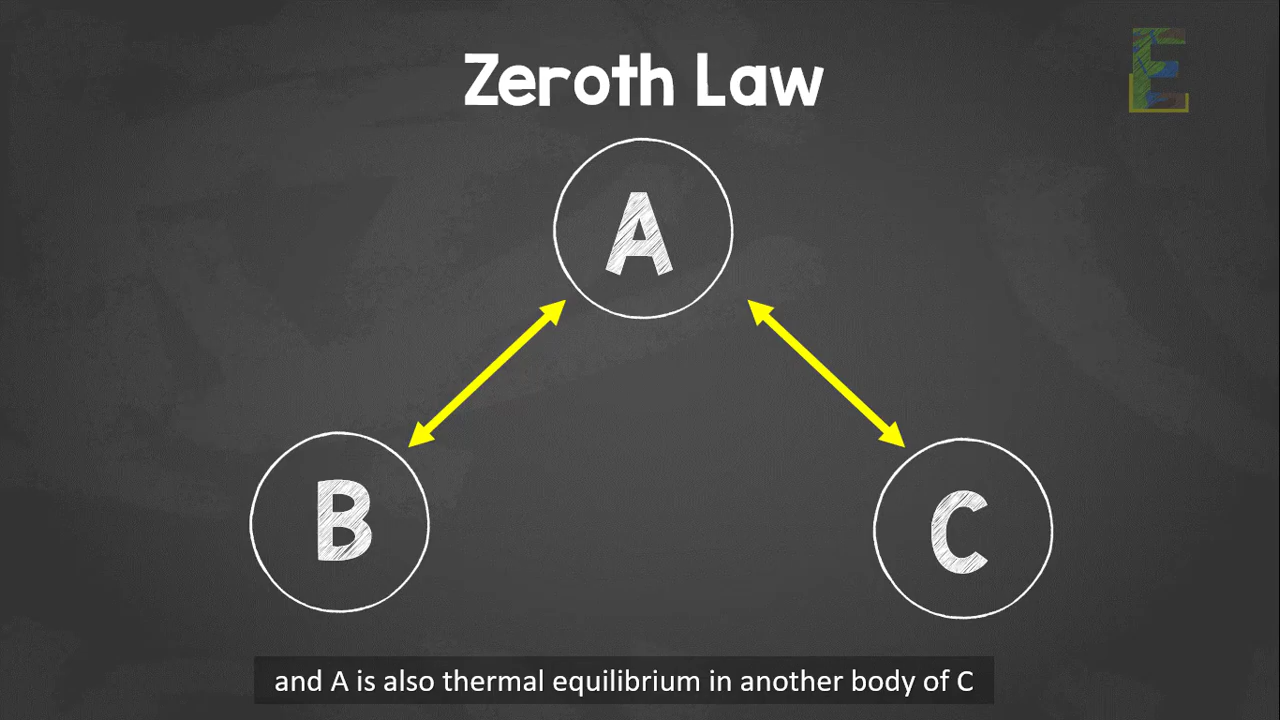 Zeroth Law
E
A
B
C
and A is also thermal equilibrium in another body of C